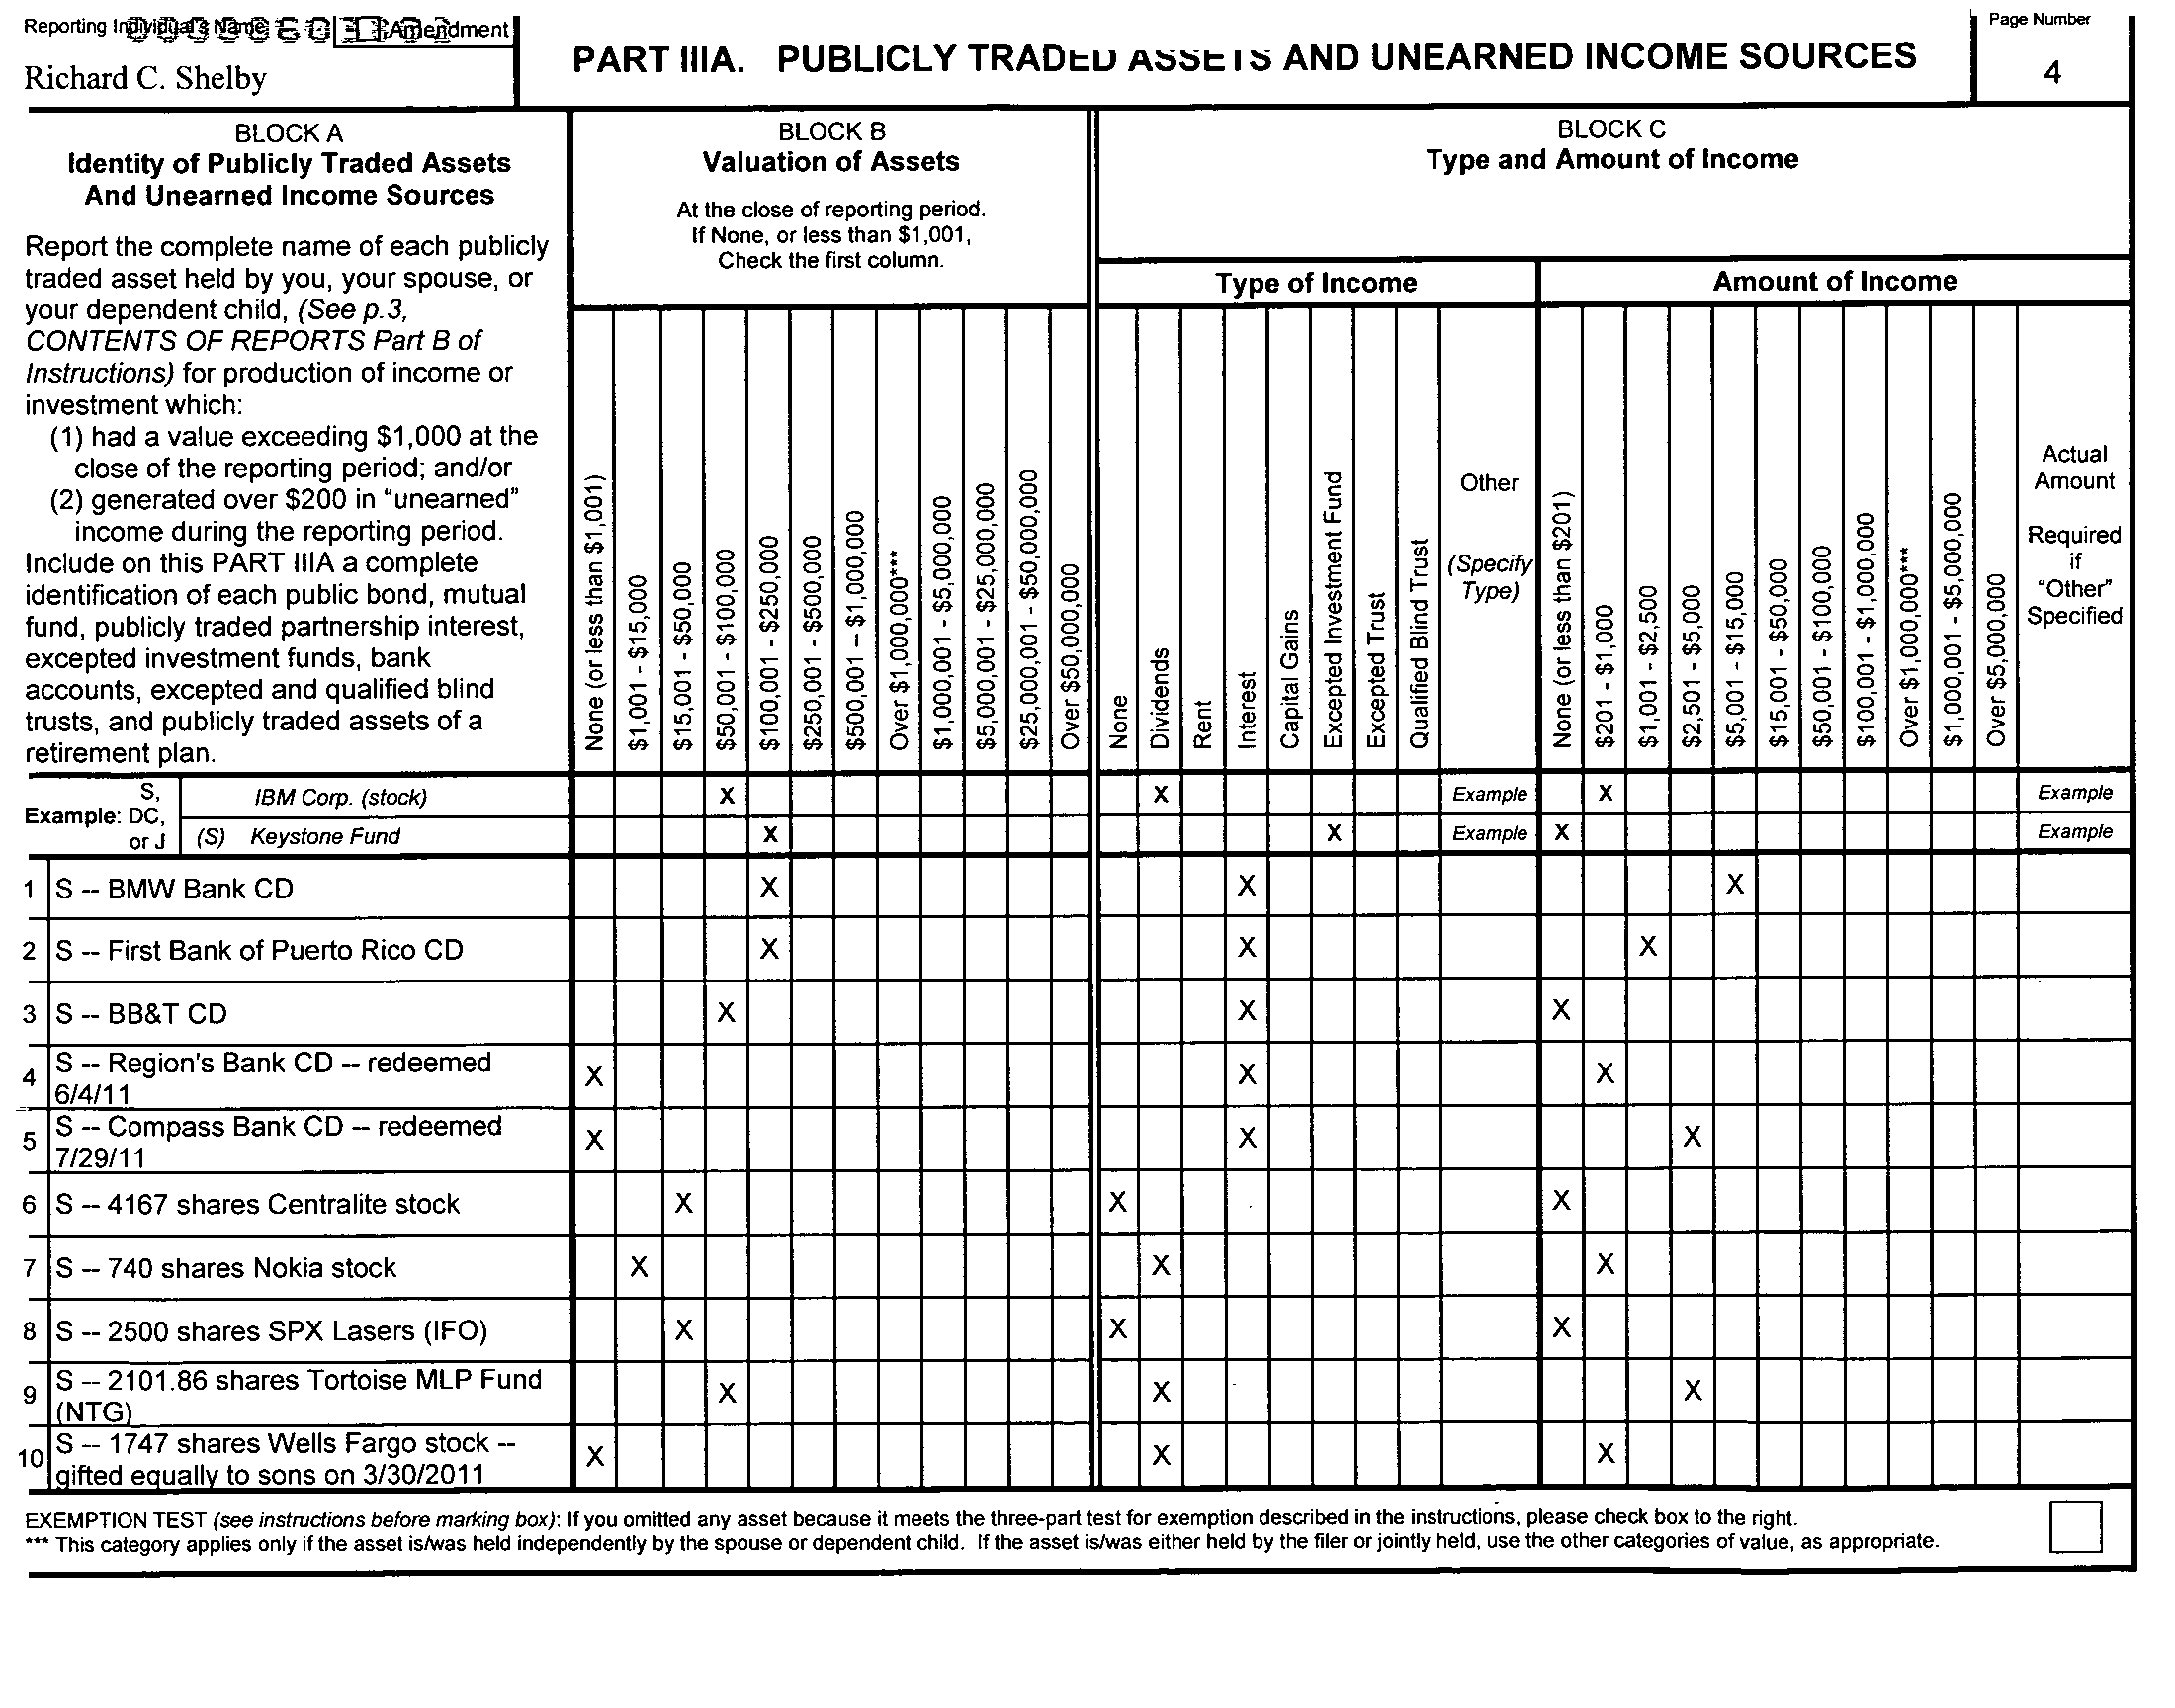 Reporting Individual's Name
Amendment
Richard C. Shelby
PART IIIA. PUBLICLY TRADED ASSETS AND UNEARNED INCOME SOURCES
Page Number
4
BLOCK A
Identity of Publicly Traded Assets
And Unearned Income Sources
Report the complete name of each publicly
traded asset held by you, your spouse, or
your dependent child, (See p.3,
CONTENTS OF REPORTS Part B of
Instructions) for production of income or
investment which:
(1) had a value exceeding $1,000 at the
close of the reporting period; and/or
(2) generated over $200 in "unearned"
income during the reporting period.
Include on this PART IIIA a complete
identification of each public bond, mutual
fund, publicly traded partnership interest,
excepted investment funds, bank
accounts, excepted and qualified blind
trusts, and publicly traded assets of a
retirement plan.
BLOCK B
Valuation of Assets
At the close of reporting period.
If None, or less than $1,001,
Check the first column.
None (or less than $1,001)
$1,001 - $15,000
$15,001 - $50,000
$50,001 - $100,000
$100,001 - $250,000
$250,001 - $500,000
$500,001 – $1,000,000
Over $1,000,000***
$1,000,001 - $5,000,000
$5,000,001 - $25,000,000
$25,000,001 - $50,000,000
Over $50,000,000
BLOCK C
Type and Amount of Income
Type of Income
None
Dividends
Rent
Interest
Capital Gains
Excepted Investment Fund
Excepted Trust
Qualified Blind Trust
Other
(Specify
Type)
Amount of Income
None (or less than $201)
$201 - $1,000
$1,001 - $2,500
$2,501 - $5,000
$5,001 - $15,000
$15,001 - $50,000
$50,001 - $100,000
$100,001 - $1,000,000
Over $1,000,000***
$1,000,001 - $5,000,000
Over $5,000,000
Actual
Amount
Required
if
"Other"
Specified
Example: S, DC, or J
IBM Corp. (stock) X X Example X Example
(S) Keystone Fund X X Example X Example
1 S -- BMW Bank CD X X X
2 S -- First Bank of Puerto Rico CD X X X
3 S -- BB&T CD X X X
4 S -- Region's Bank CD -- redeemed X X X
6/4/11
5 S -- Compass Bank CD -- redeemed X X X
7/29/11
6 S -- 4167 shares Centralite stock X X X
7 S -- 740 shares Nokia stock X X X
8 S -- 2500 shares SPX Lasers (IFO) X X X
9 S -- 2101.86 shares Tortoise MLP Fund X X X
(NTG)
10 S -- 1747 shares Wells Fargo stock -- X X X
gifted equally to sons on 3/30/2011
EXEMPTION TEST (see instructions before marking box): If you omitted any asset because it meets the three-part test for exemption described in the instructions, please check box to the right.
*** This category applies only if the asset is/was held independently by the spouse or dependent child. If the asset is/was either held by the filer or jointly held, use the other categories of value, as appropriate.